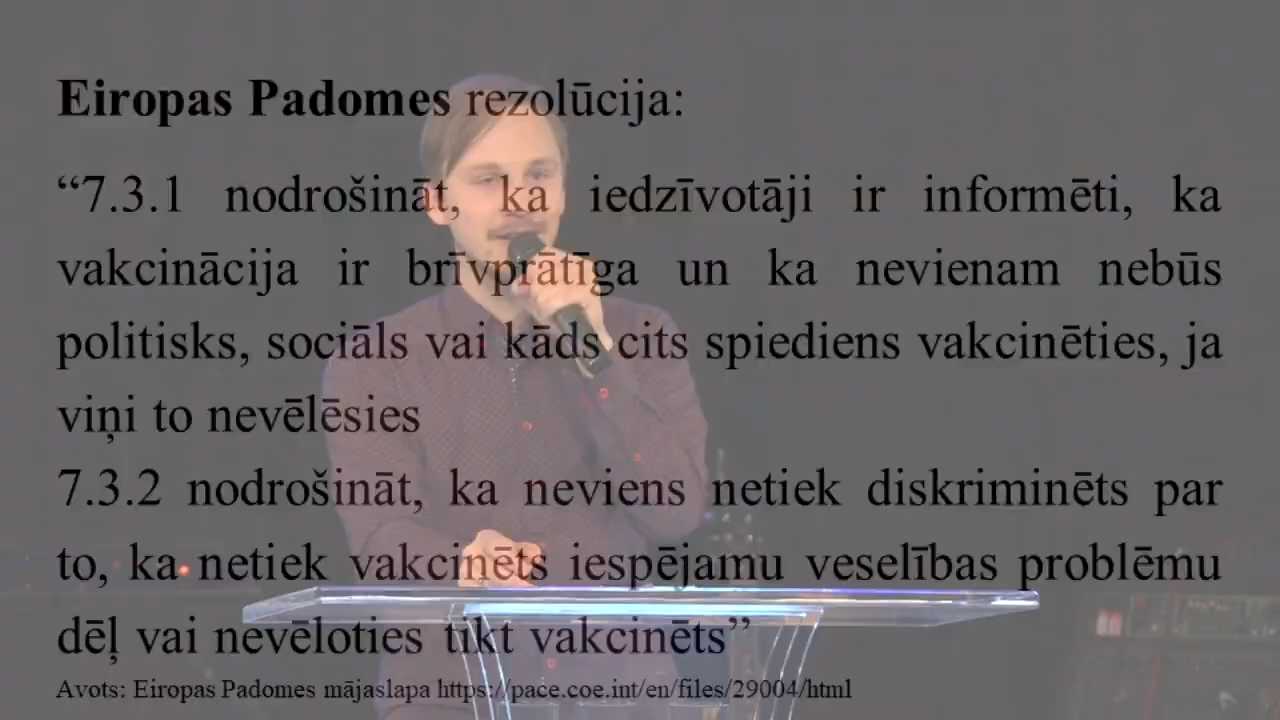 Eiropas Padomes rezolūcija:
“7.3.1 nodrošināt, ka iedzīvotāji ir informēti, ka
vakcinācija ir brīvprātīga un ka nevienam nebūs
politisks, sociāls vai kāds cits spiediens vakcinēties, ja
viņi to nevēlēsies
7.3.2 nodrošināt, ka neviens netiek diskriminēts par
to, ka netiek vakcinēts iespējamu veselības problēmu
dēļ vai nevēloties tikt vakcinēts”
Avots: Eiropas Padomes mājaslapa https://pace.coe.int/en/files/29004/html